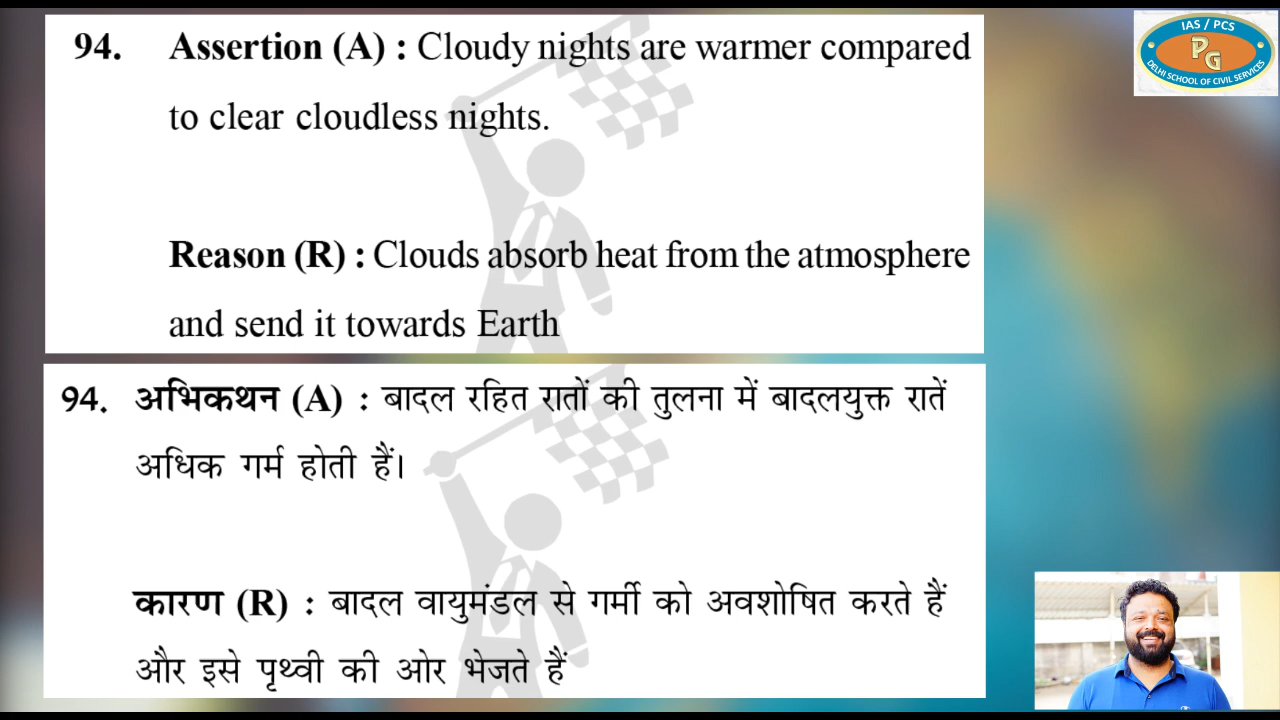 94. Assertion (A) : Cloudy nights are warmer compared
to clear cloudless nights.
Reason (R) : Clouds absorb heat from the atmosphere
and send it towards Earth
94. अभिकथन (A) : बादल रहित रातों की तुलना में बादलयुक्त रातें
अधिक गर्म होती हैं।
कारण (R) : बादल वायुमंडल से गर्मी को अवशोषित करते हैं
और इसे पृथ्वी की ओर भेजते हैं
IAS / PCS
PG
DELHI SCHOOL OF CIVIL SERVICES